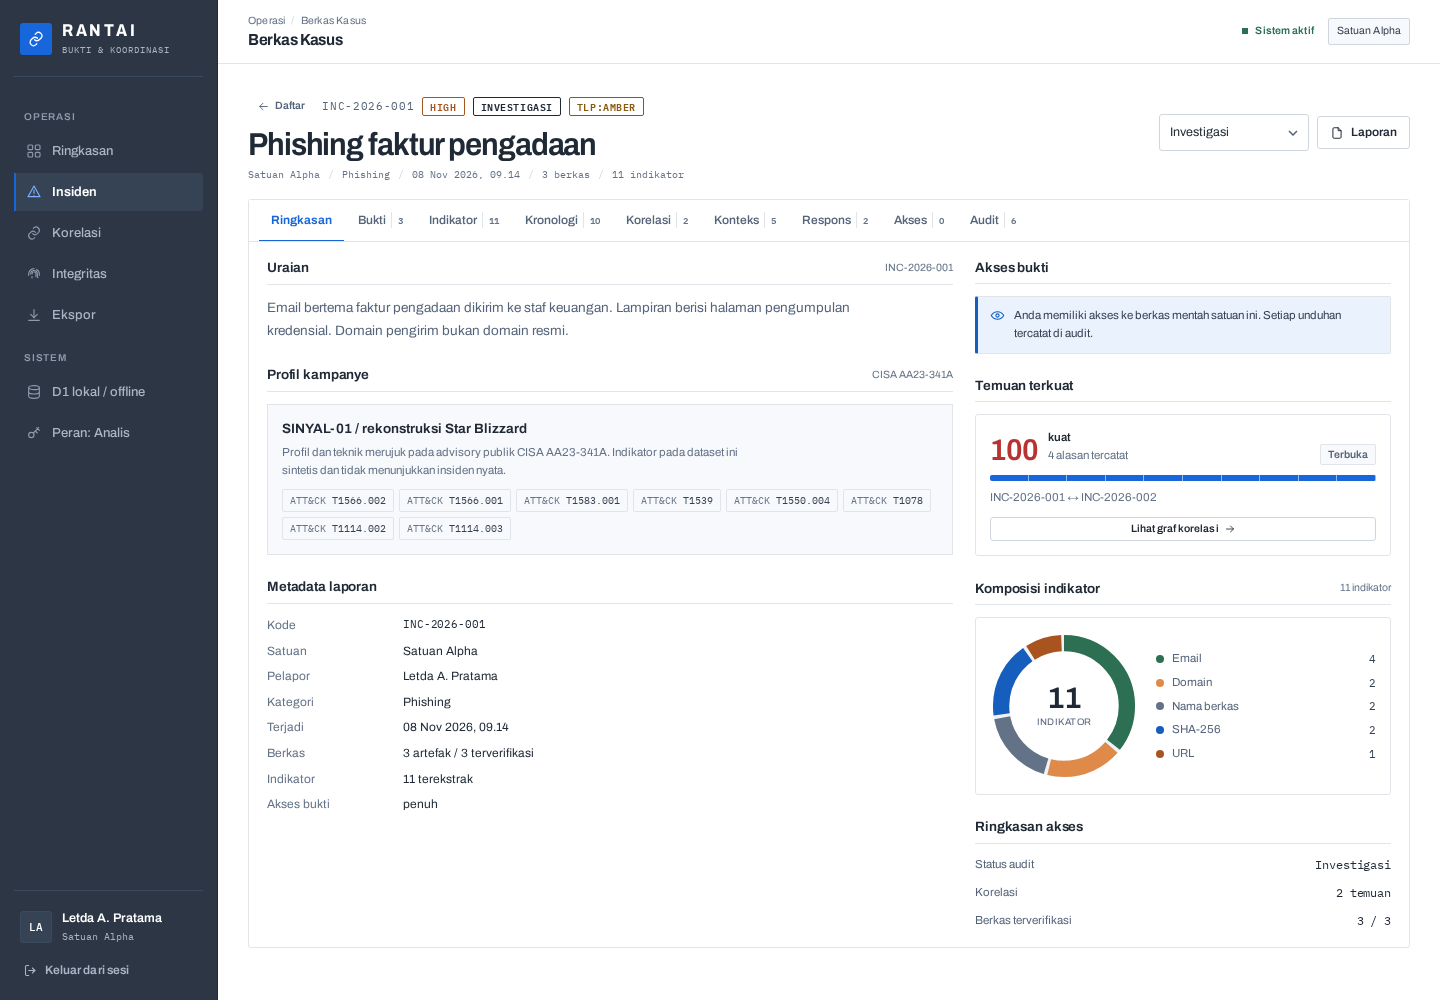 RANTAI
BUKTI & KOORDINASI
OPERASI
Ringkasan
Insiden
Korelasi
Integritas
Ekspor
SISTEM
D1 lokal / offline
Peran: Analis
LA
Letda A. Pratama
Satuan Alpha
Keluar dari sesi
Operasi / Berkas Kasus
Berkas Kasus
Sistem aktif
Satuan Alpha
Daftar INC-2026-001 HIGH INVESTIGASI TLP:AMBER
Phishing faktur pengadaan
Satuan Alpha / Phishing / 08 Nov 2026, 09.14 / 3 berkas / 11 indikator
Investigasi
Laporan
Ringkasan Bukti 3 Indikator 11 Kronologi 10 Korelasi 2 Konteks 5 Respons 2 Akses 0 Audit 6
Uraian INC-2026-001
Email bertema faktur pengadaan dikirim ke staf keuangan. Lampiran berisi halaman pengumpulan
kredensial. Domain pengirim bukan domain resmi.
Profil kampanye CISA AA23-341A
SINYAL-01 / rekonstruksi Star Blizzard
Profil dan teknik merujuk pada advisory publik CISA AA23-341A. Indikator pada dataset ini
sintetis dan tidak menunjukkan insiden nyata.
ATT&CK T1566.002 ATT&CK T1566.001 ATT&CK T1583.001 ATT&CK T1539 ATT&CK T1550.004 ATT&CK T1078
ATT&CK T1114.002 ATT&CK T1114.003
Metadata laporan
Kode INC-2026-001
Satuan Satuan Alpha
Pelapor Letda A. Pratama
Kategori Phishing
Terjadi 08 Nov 2026, 09.14
Berkas 3 artefak / 3 terverifikasi
Indikator 11 terekstrak
Akses bukti penuh
Akses bukti
Anda memiliki akses ke berkas mentah satuan ini. Setiap unduhan
tercatat di audit.
Temuan terkuat
100 kuat
4 alasan tercatat
Terbuka
INC-2026-001 ↔ INC-2026-002
Lihat graf korelasi →
Komposisi indikator 11 indikator
11
INDIKATOR
Email 4
Domain 2
Nama berkas 2
SHA-256 2
URL 1
Ringkasan akses
Status audit Investigasi
Korelasi 2 temuan
Berkas terverifikasi 3 / 3